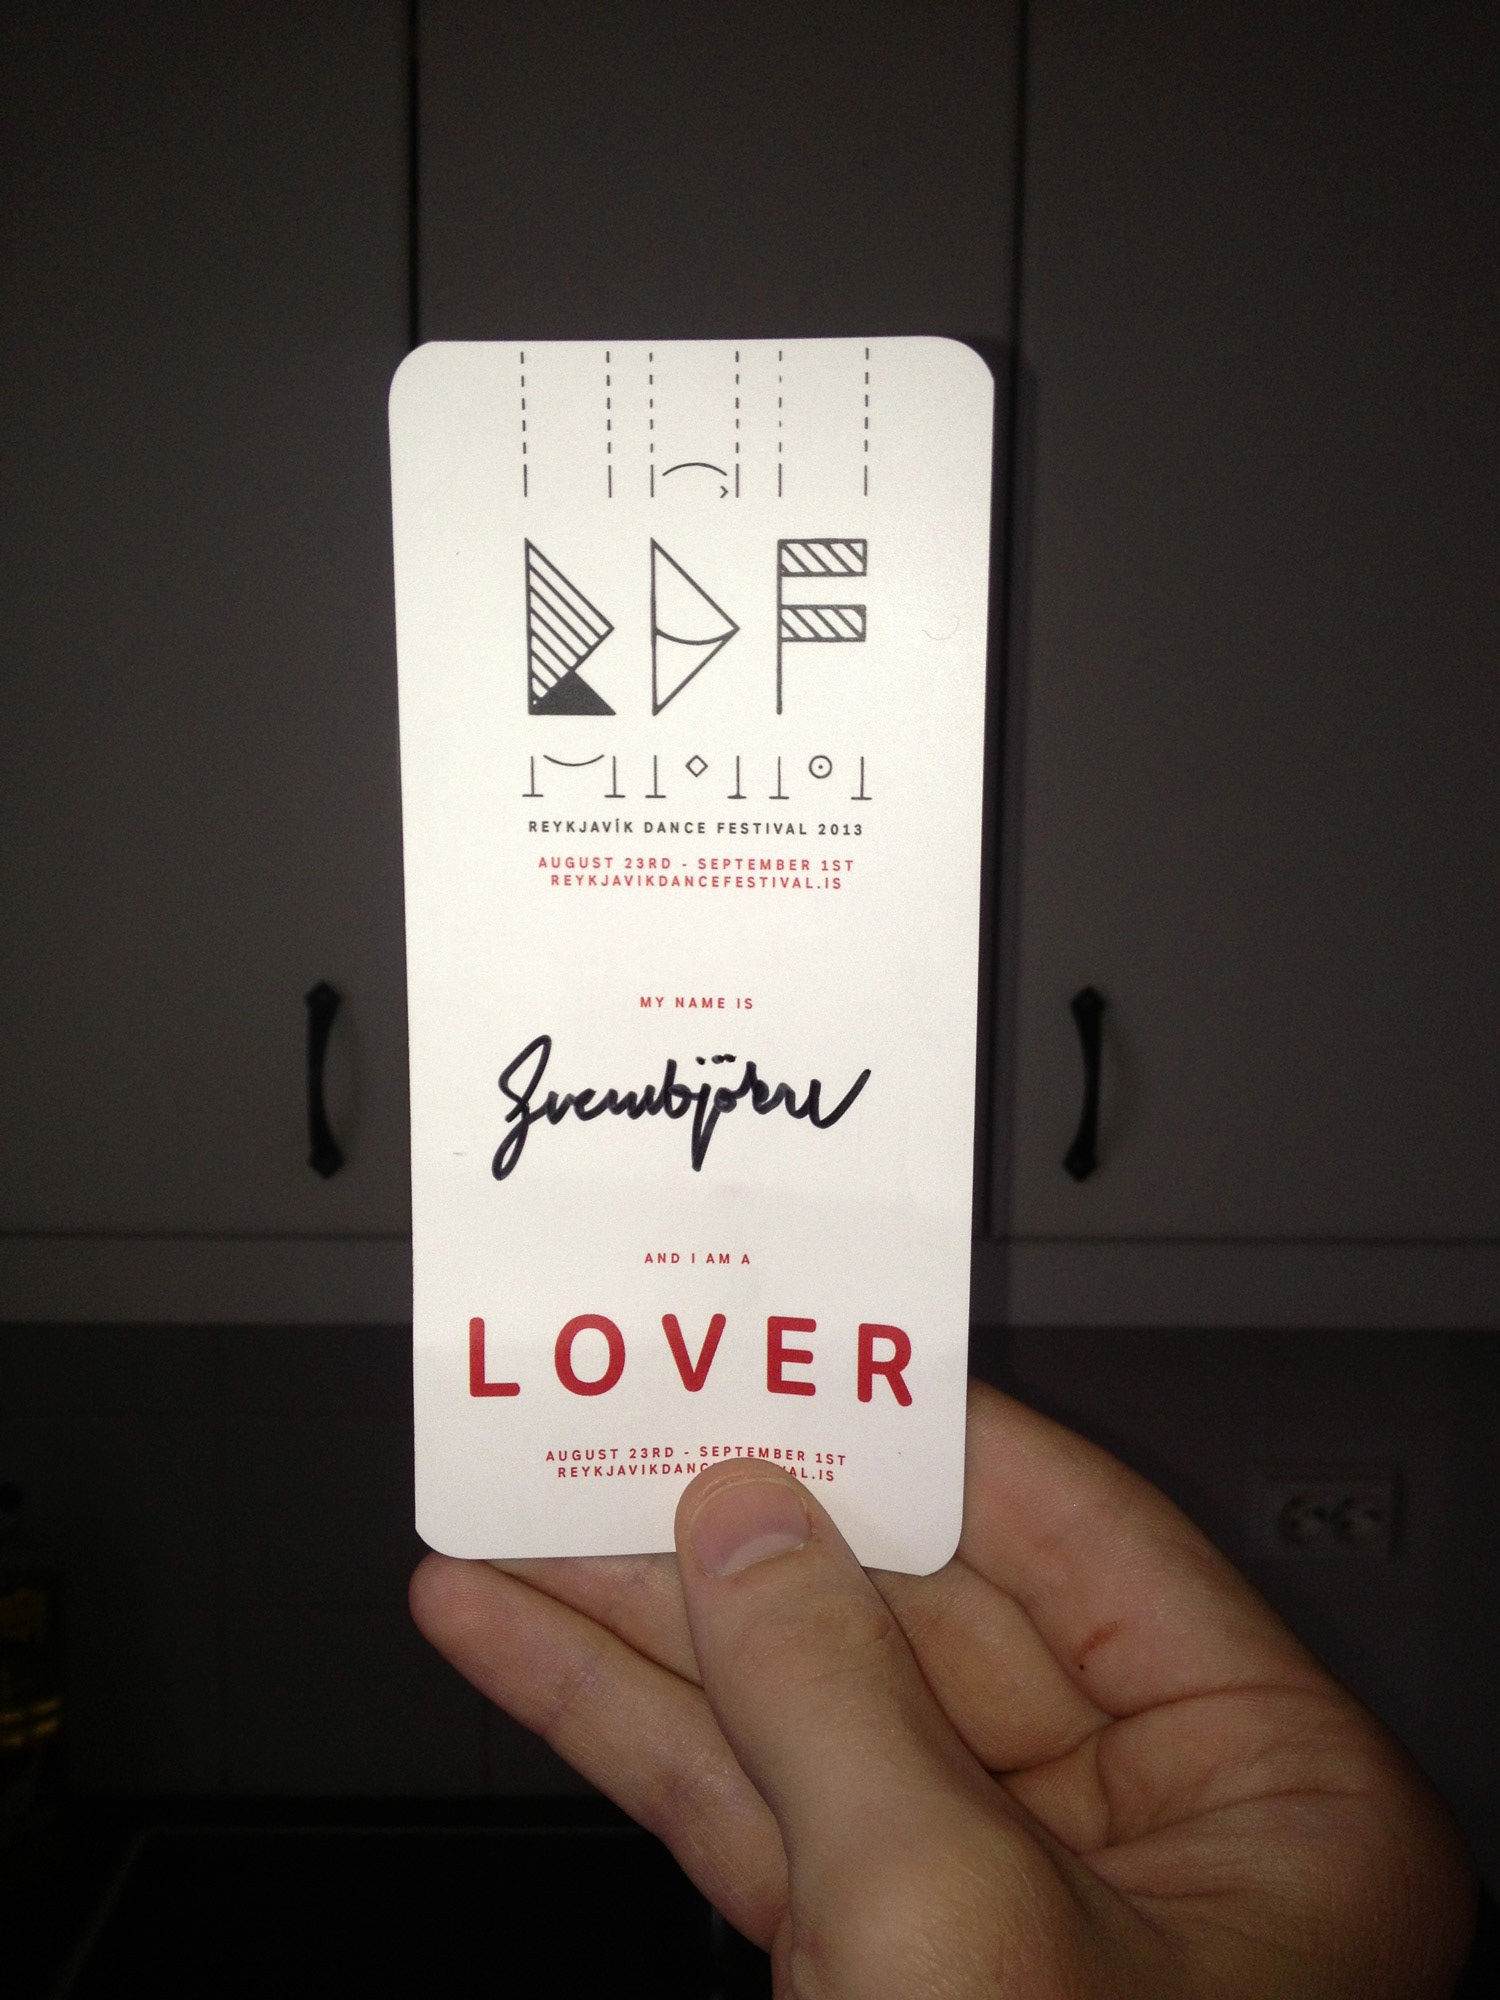 RDF
REYKJAVÍK DANCE FESTIVAL 2013
AUGUST 23RD - SEPTEMBER 1ST
REYKJAVIKDANCEFESTIVAL.IS
MY NAME IS
Sveinbjörn
AND I AM A
LOVER
AUGUST 23RD - SEPTEMBER 1ST